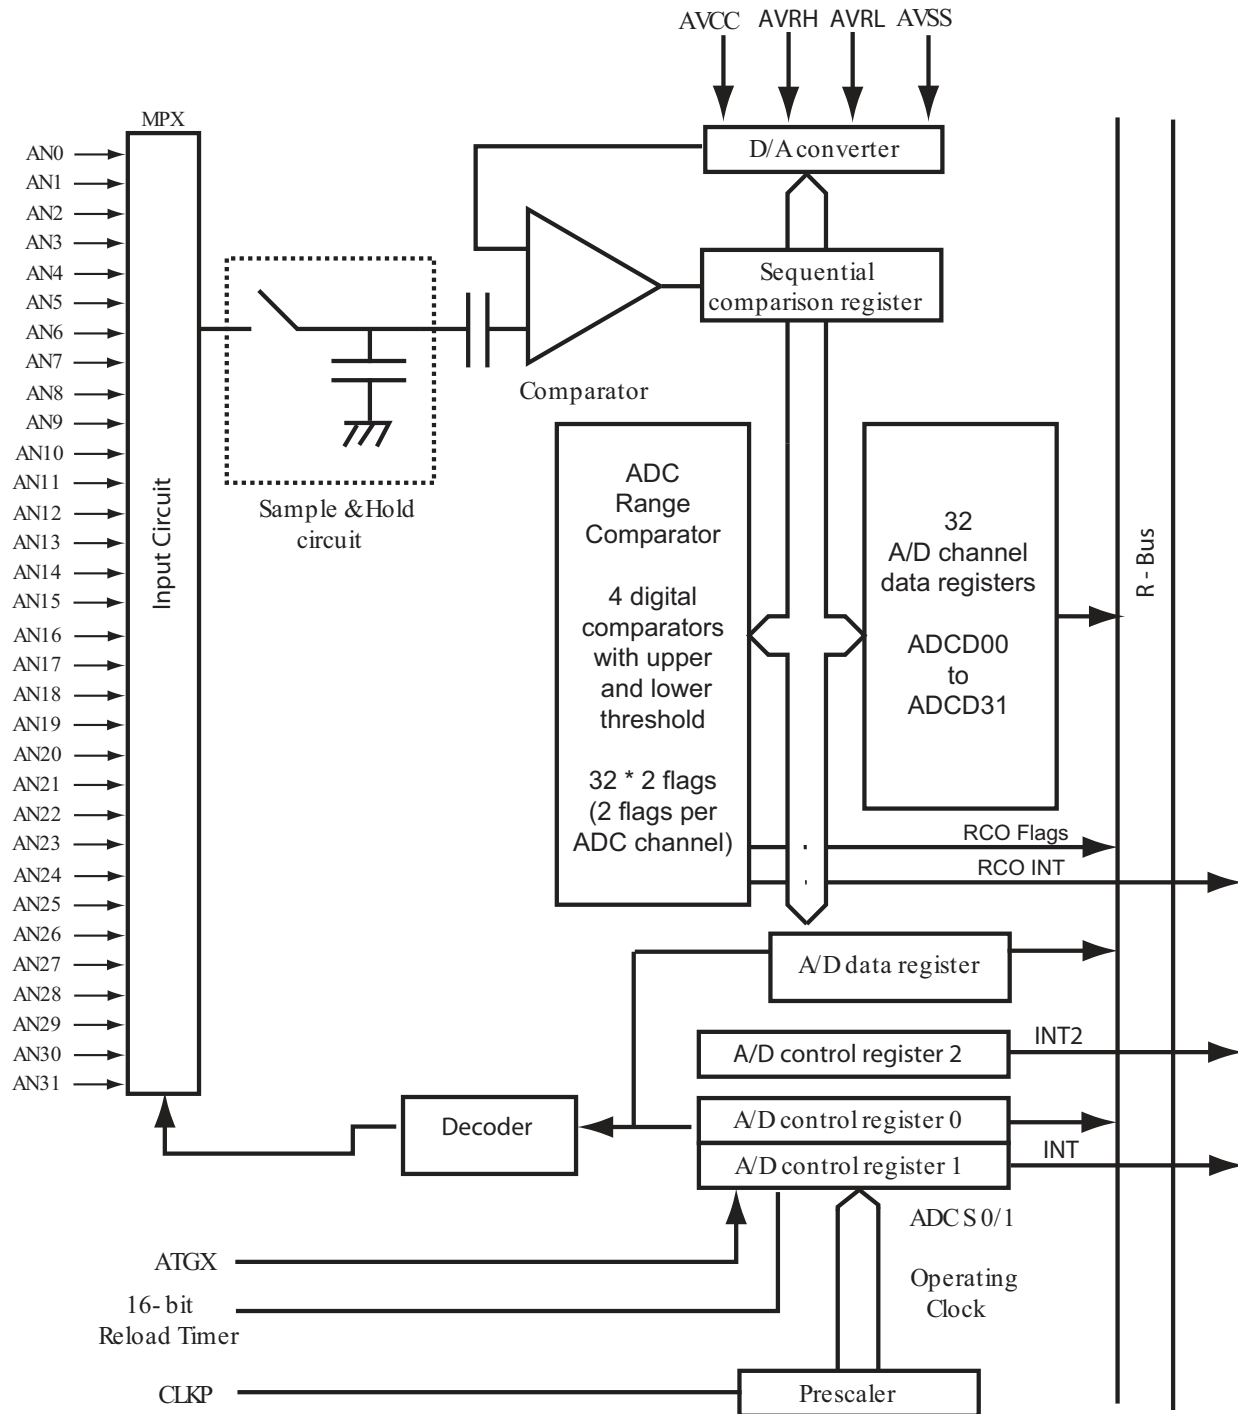 AVCC AVRH AVRL AVSS
MPX
D/A converter
AN0
AN1
AN2
AN3
AN4
AN5
AN6
AN7
AN8
AN9
AN10
AN11
AN12
AN13
AN14
AN15
AN16
AN17
AN18
AN19
AN20
AN21
AN22
AN23
AN24
AN25
AN26
AN27
AN28
AN29
AN30
AN31
Input Circuit
Sample &Hold
circuit
Comparator
Sequential
comparison register
ADC
Range
Comparator
4 digital
comparators
with upper
and lower
threshold
32 * 2 flags
(2 flags per
ADC channel)
32
A/D channel
data registers
ADCD00
to
ADCD31
R - Bus
RCO Flags
RCO INT
A/D data register
A/D control register 2
INT2
Decoder
A/D control register 0
A/D control register 1
INT
ADCS 0/1
ATGX
Operating
Clock
16- bit
Reload Timer
CLKP
Prescaler